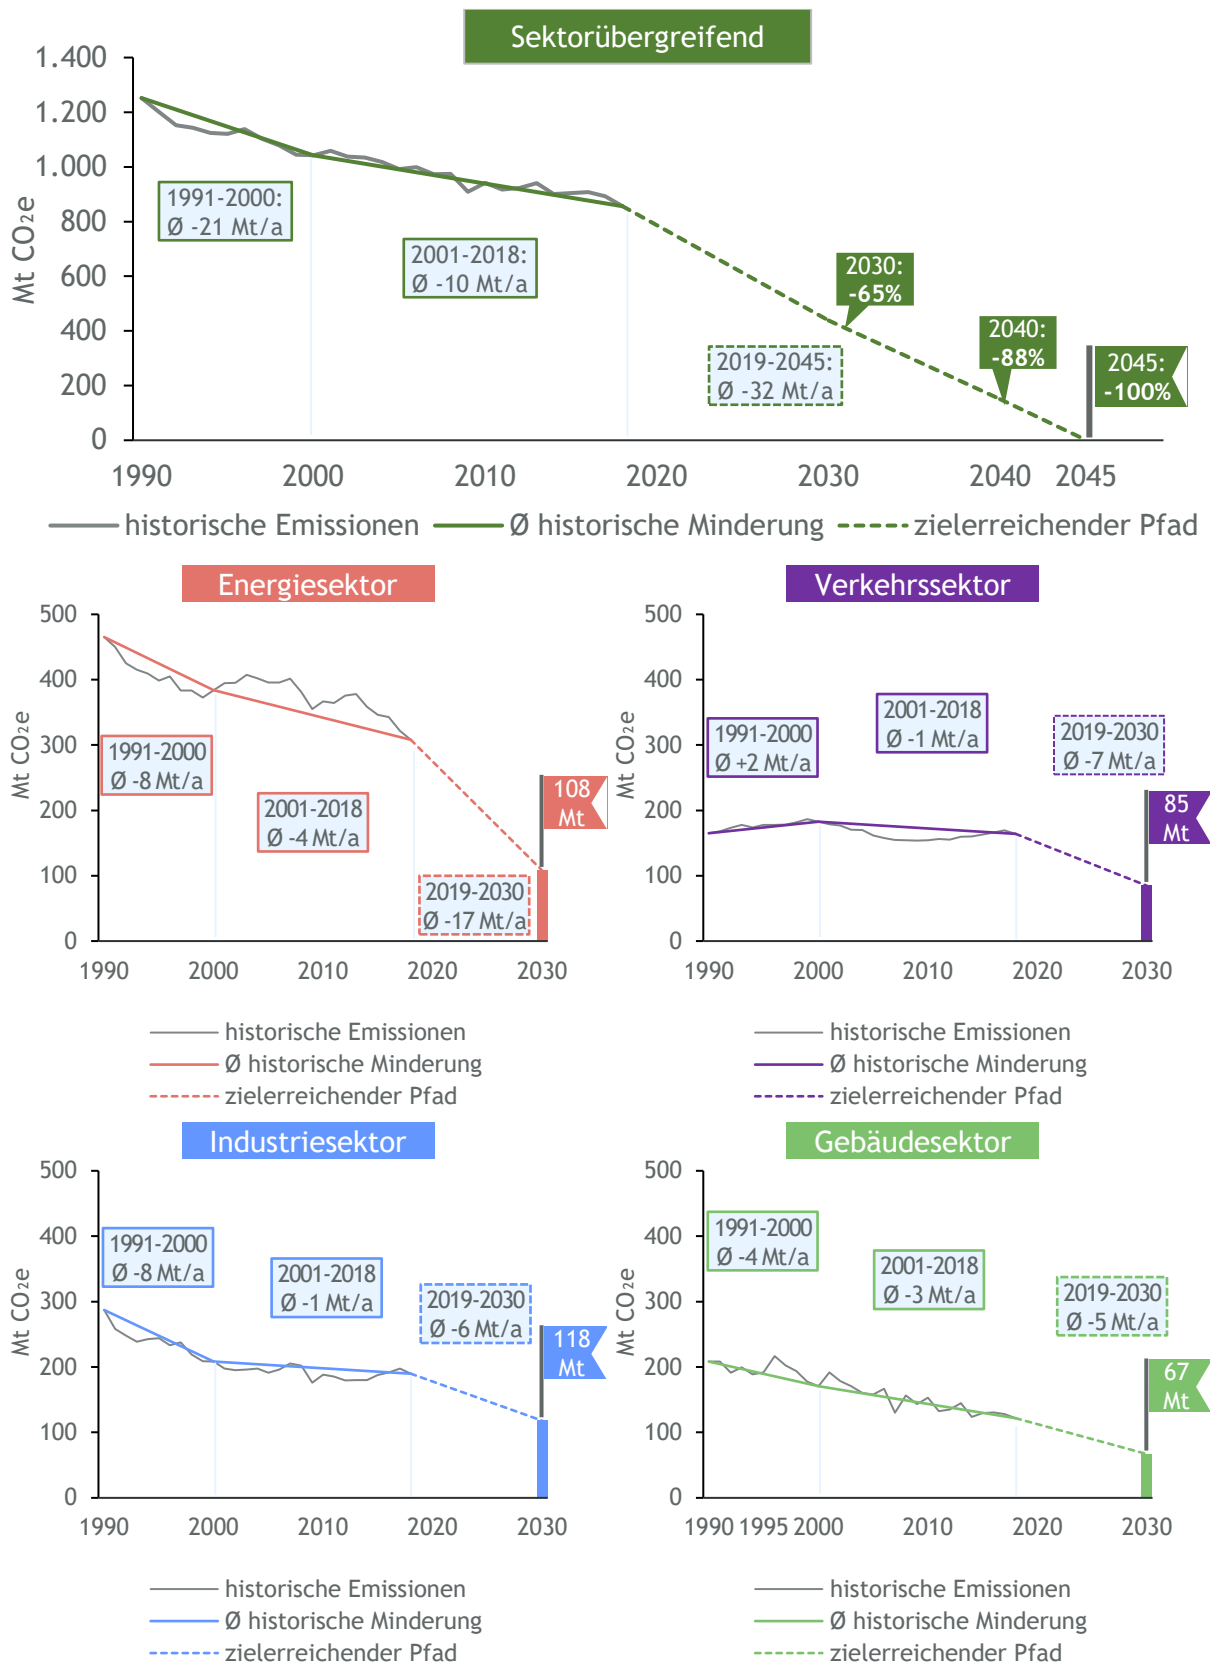 Sektorübergreifend
Mt CO₂e
1.400
1.200
1.000
800
600
400
200
0
1991-2000:
Ø -21 Mt/a
2001-2018:
Ø -10 Mt/a
2019-2045:
Ø -32 Mt/a
2030:
-65%
2040:
-88%
2045:
-100%
1990 2000 2010 2020 2030 2040 2045
historische Emissionen Ø historische Minderung zielerreichender Pfad
Energiesektor
Mt CO₂e
500
400
300
200
100
0
1991-2000
Ø -8 Mt/a
2001-2018
Ø -4 Mt/a
2019-2030
Ø -17 Mt/a
108
Mt
1990 2000 2010 2020 2030
historische Emissionen
Ø historische Minderung
zielerreichender Pfad
Verkehrssektor
Mt CO₂e
500
400
300
200
100
0
1991-2000
Ø +2 Mt/a
2001-2018
Ø -1 Mt/a
2019-2030
Ø -7 Mt/a
85
Mt
1990 2000 2010 2020 2030
historische Emissionen
Ø historische Minderung
zielerreichender Pfad
Industriesektor
Mt CO₂e
500
400
300
200
100
0
1991-2000
Ø -8 Mt/a
2001-2018
Ø -1 Mt/a
2019-2030
Ø -6 Mt/a
118
Mt
1990 2000 2010 2020 2030
historische Emissionen
Ø historische Minderung
zielerreichender Pfad
Gebäudesektor
Mt CO₂e
500
400
300
200
100
0
1991-2000
Ø -4 Mt/a
2001-2018
Ø -3 Mt/a
2019-2030
Ø -5 Mt/a
67
Mt
1990 1995 2000 2010 2020 2030
historische Emissionen
Ø historische Minderung
zielerreichender Pfad